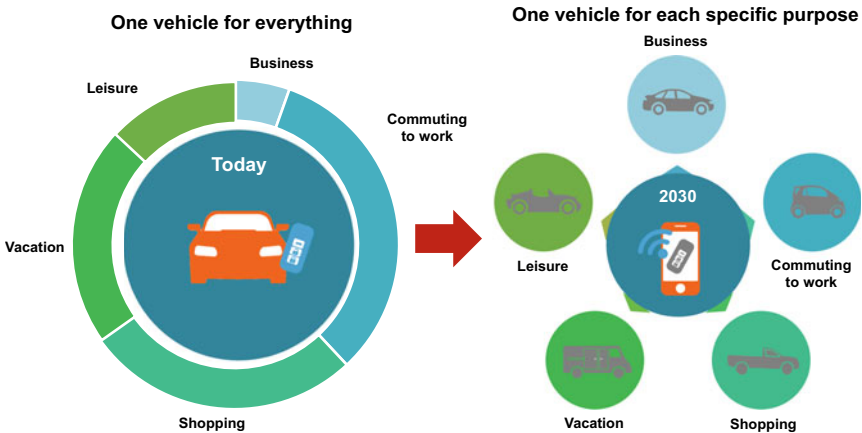 One vehicle for everything
Business
Leisure
Commuting
to work
Today
Vacation
Shopping
One vehicle for each specific purpose
Business
2030
Leisure
Commuting
to work
Vacation
Shopping